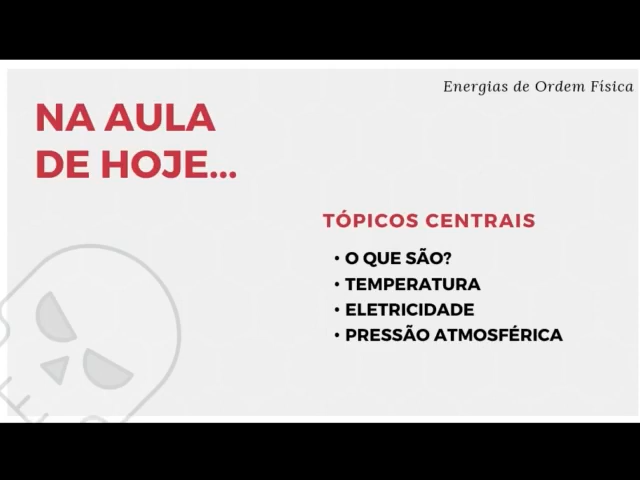 Energias de Ordem Física
NA AULA
DE HOJE...
TÓPICOS CENTRAIS
• O QUE SÃO?
• TEMPERATURA
• ELETRICIDADE
• PRESSÃO ATMOSFÉRICA